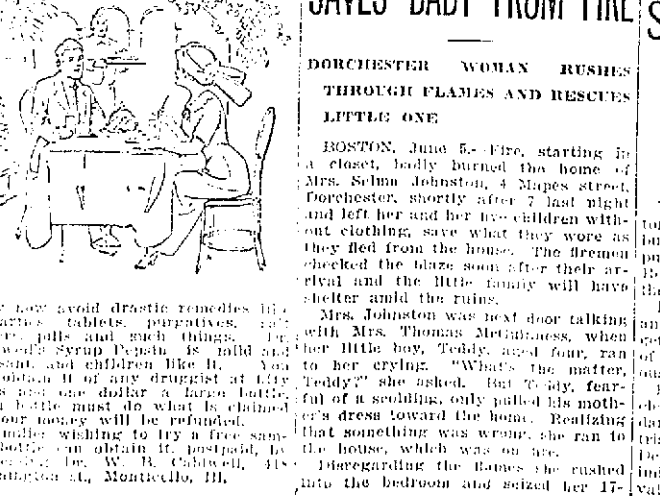 SAVES BABY FROM FIRE
DORCHESTER WOMAN RUSHES
THROUGH FLAMES AND RESCUES
LITTLE ONE
BOSTON, June 5.- Fire, starting in
a closet, badly burned the home of
Mrs. Selma Johnston, 4 Mapes street,
Dorchester, shortly after 7 last night
and left her and her five children with-
out clothing, save what they wore as
they fled from the house. The firemen
checked the blaze soon after their ar-
rival and the little family will have
shelter amid the ruins.
Mrs. Johnston was next door talking
with Mrs. Thomas McGuinness, when
her little boy, Teddy, aged four, ran
to her crying. "What's the matter,
Teddy?" she asked. But Teddy, fear-
ful of a scolding, only pulled his moth-
er's dress toward the home. Realizing
that something was wrong, she ran to
the house, which was on fire.
Disregarding the flames she rushed
into the bedroom and seized her 17-
now avoid drastic remedies
tablets, purgatives,
pills and such things. Dr.
Syrup Pepsin is mild and
and children like it. You
obtain it of any druggist at
one dollar a large bottle.
bottle must do what is claimed
our money will be refunded.
wishing to try a free sam-
bottle can obtain it, postpaid, by
Dr. W. B. Caldwell,
st., Monticello, Ill.